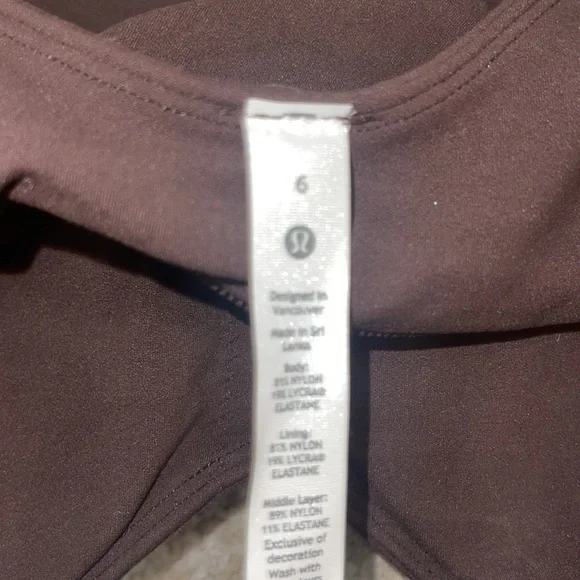 6
Designed in
Vancouver
Made in Sri
Lanka
Body:
81% NYLON
19% LYCRA®
ELASTANE
Lining:
81% NYLON
19% LYCRA®
ELASTANE
Middle Layer:
89% NYLON
11% ELASTANE
Exclusive of
decoration
Wash with